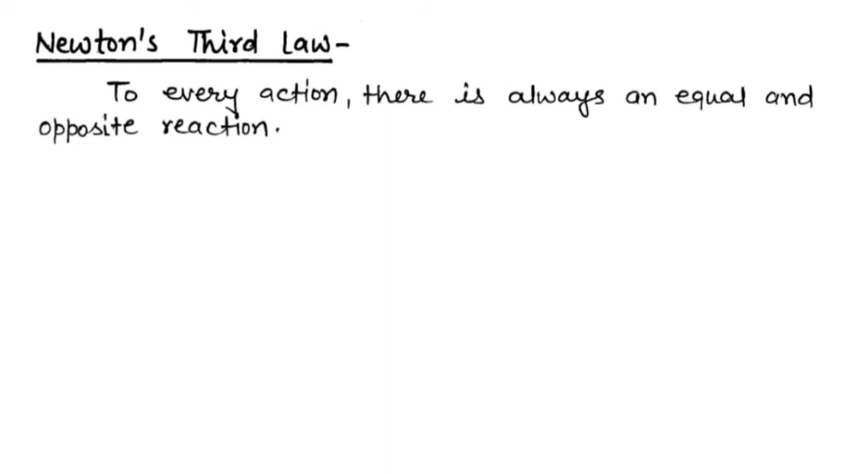 Newton's Third Law-
To every action, there is always an equal and
opposite reaction.